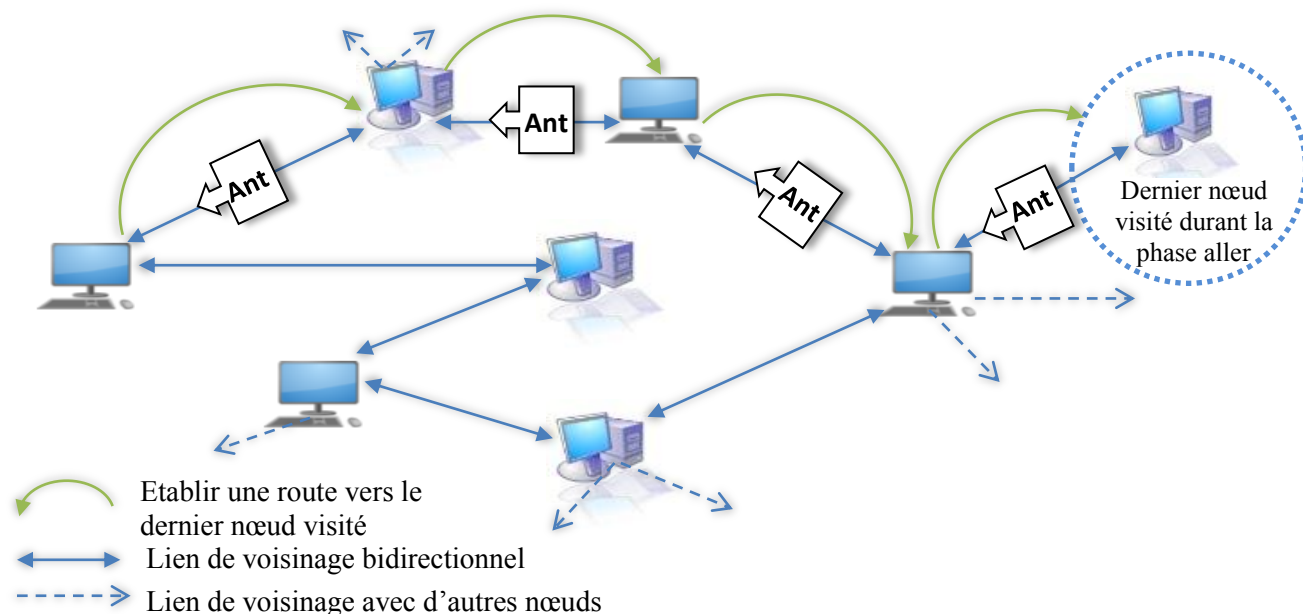 Ant
Ant
Ant
Ant
Dernier nœud
visité durant la
phase aller
Etablir une route vers le
dernier nœud visité
Lien de voisinage bidirectionnel
Lien de voisinage avec d'autres nœuds